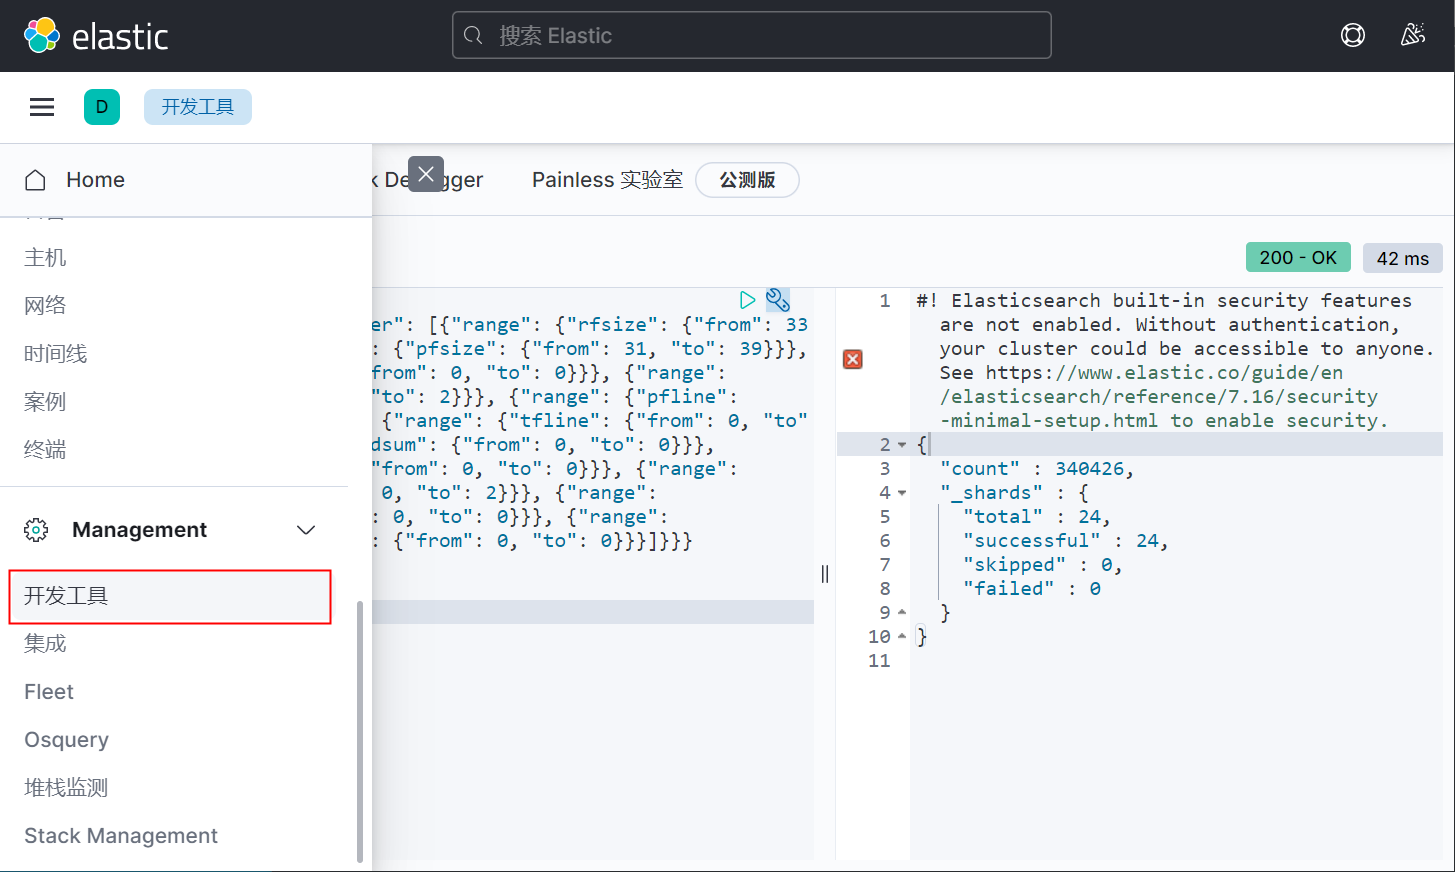 elastic
搜索 Elastic
D
开发工具
Home
主机
网络
时间线
案例
终端
Management
开发工具
集成
Fleet
Osquery
堆栈监测
Stack Management
Painless 实验室
公测版
200 - OK
42 ms
er": [{"range": {"rfsize": {"from": 33
: {"pfsize": {"from": 31, "to": 39}}},
from": 0, "to": 0}}}, {"range":
"to": 2}}}, {"range": {"pfline":
{"range": {"tfline": {"from": 0, "to"
dsum": {"from": 0, "to": 0}}},
"from": 0, "to": 0}}}, {"range":
0, "to": 2}}}, {"range":
: 0, "to": 0}}}, {"range":
: {"from": 0, "to": 0}}}]}}}
1 #! Elasticsearch built-in security features
are not enabled. Without authentication,
your cluster could be accessible to anyone.
See https://www.elastic.co/guide/en
/elasticsearch/reference/7.16/security
-minimal-setup.html to enable security.
2 {
3 "count" : 340426,
4 "_shards" : {
5 "total" : 24,
6 "successful" : 24,
7 "skipped" : 0,
8 "failed" : 0
9 }
10 }
11